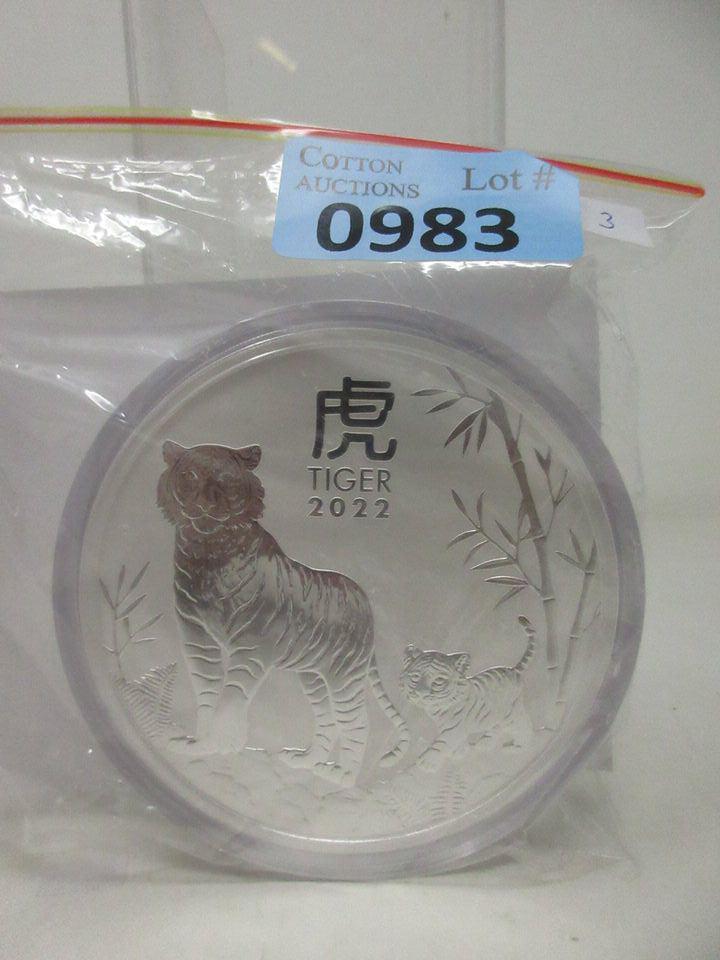 COTTON
AUCTIONS
Lot #
0983
3
虎
TIGER
2022